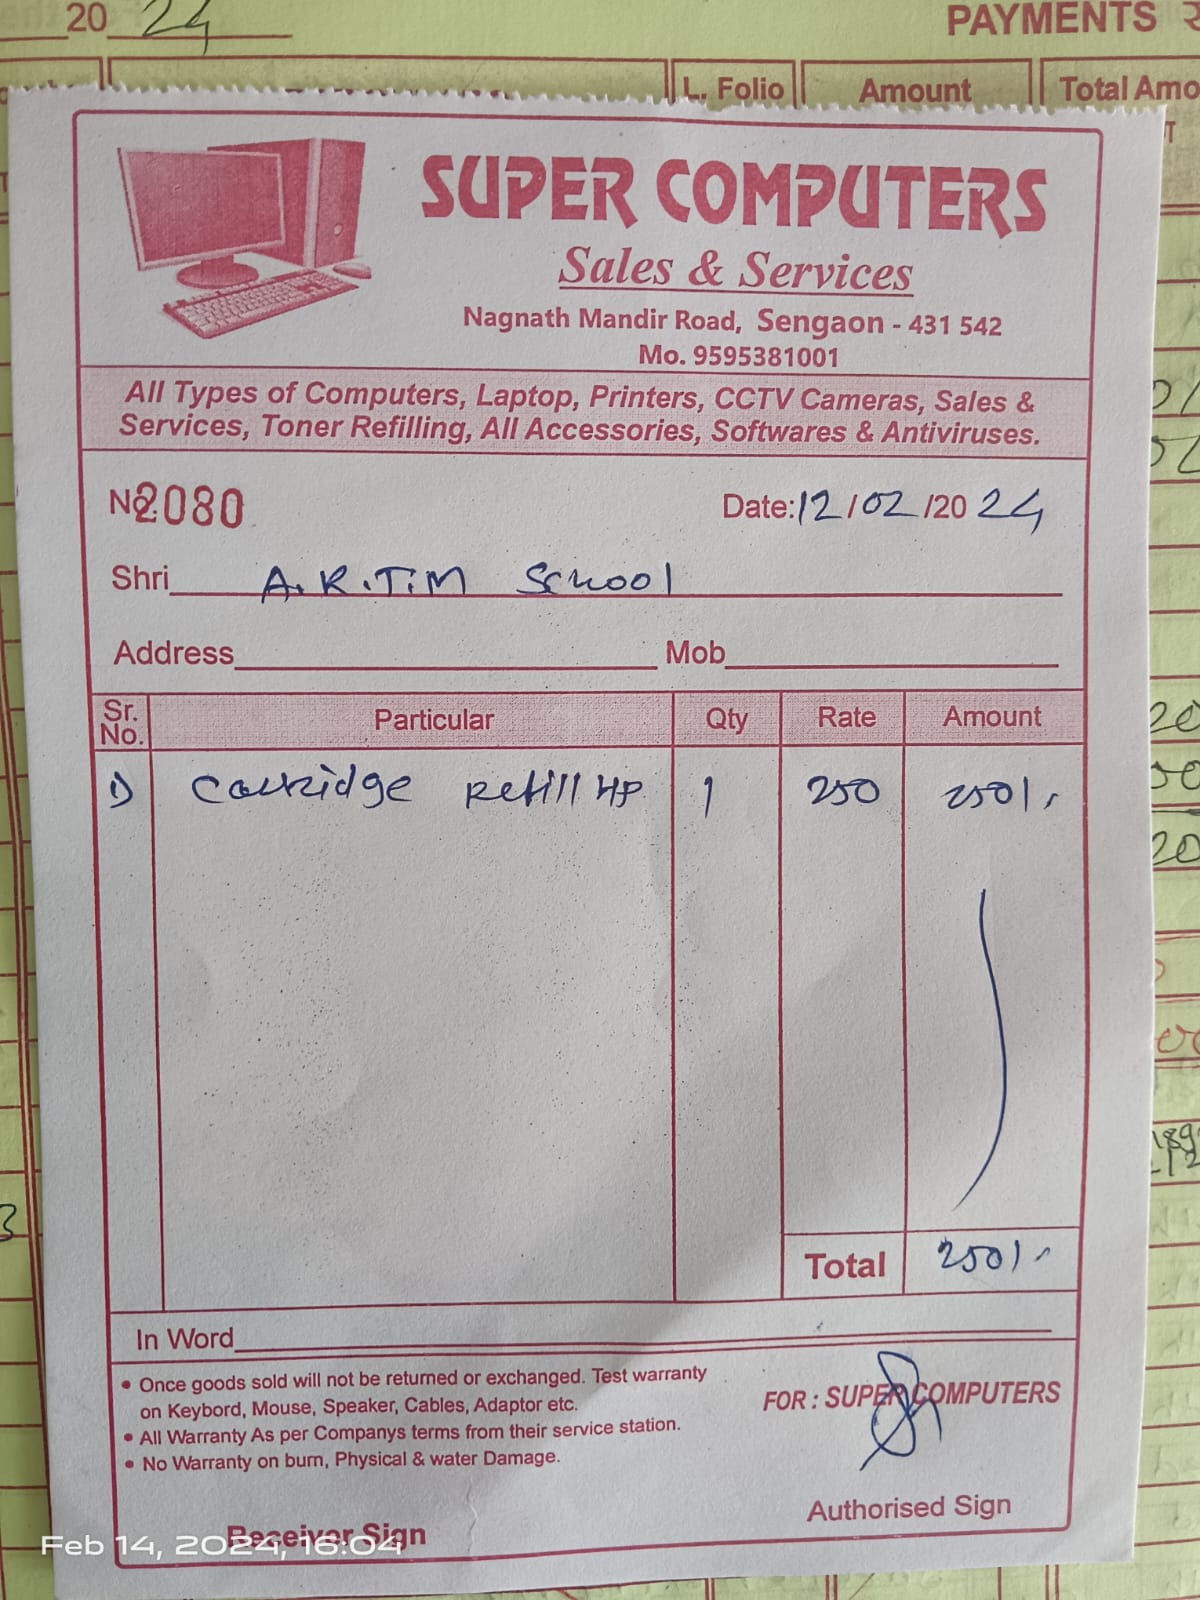 20 24
PAYMENTS ₹
L. Folio Amount Total Amo
SUPER COMPUTERS
Sales & Services
Nagnath Mandir Road, Sengaon - 431 542
Mo. 9595381001
All Types of Computers, Laptop, Printers, CCTV Cameras, Sales &
Services, Toner Refilling, All Accessories, Softwares & Antiviruses.
No. 2080 Date: 12/02/2024
Shri A.R.T.M School
Address Mob
Sr. No. Particular Qty Rate Amount
1) Catridge Refill HP 1 250 250/-
Total 250/-
In Word
• Once goods sold will not be returned or exchanged. Test warranty
on Keybord, Mouse, Speaker, Cables, Adaptor etc.
• All Warranty As per Companys terms from their service station.
• No Warranty on burn, Physical & water Damage.
FOR : SUPER COMPUTERS
Authorised Sign
Receiver Sign
Feb 14, 2024, 16:04